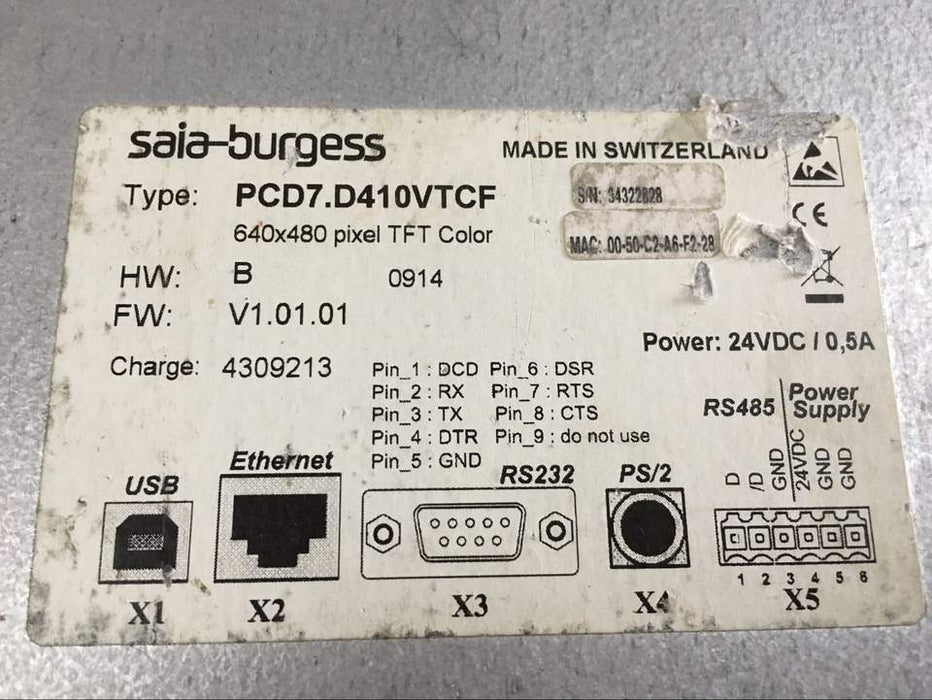 saia-burgess
MADE IN SWITZERLAND
Type: PCD7.D410VTCF
S/N: 34322828
640x480 pixel TFT Color
MAC: 00-50-C2-A6-F2-28
HW: B 0914
CE
FW: V1.01.01
Power: 24VDC / 0,5A
Charge: 4309213
Pin_1 : DCD Pin_6 : DSR
Pin_2 : RX Pin_7 : RTS
Pin_3 : TX Pin_8 : CTS
Pin_4 : DTR Pin_9 : do not use
Pin_5 : GND
RS485
Power
Supply
D
/D
GND
24VDC
GND
GND
USB
Ethernet
RS232
PS/2
1 2 3 4 5 6
X1 X2 X3 X4 X5